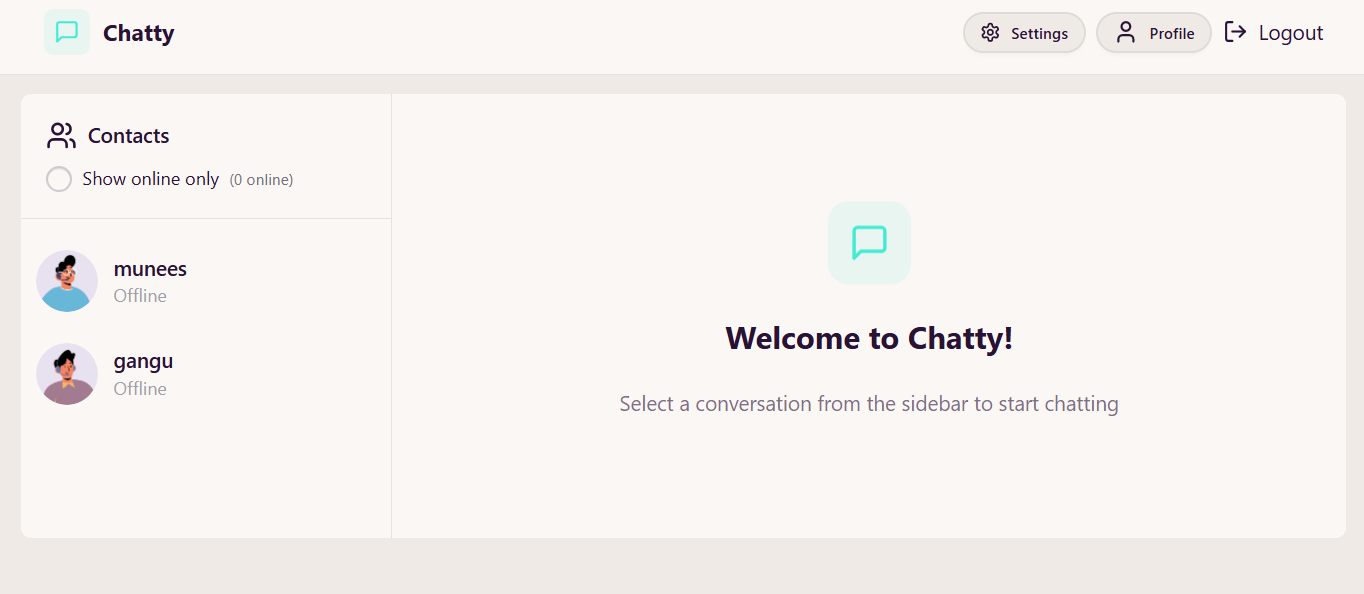 Chatty
Settings
Profile
Logout
Contacts
Show online only (0 online)
munees
Offline
gangu
Offline
Welcome to Chatty!
Select a conversation from the sidebar to start chatting